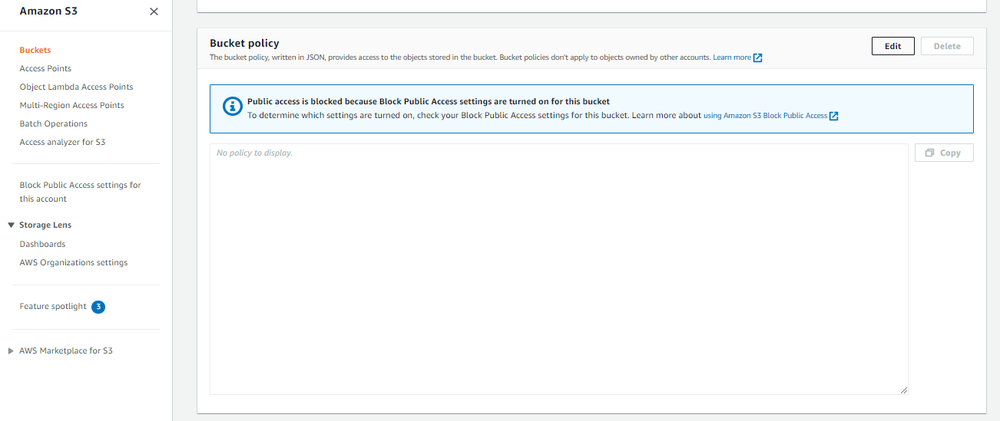 Amazon S3
Buckets
Access Points
Object Lambda Access Points
Multi-Region Access Points
Batch Operations
Access analyzer for S3
Block Public Access settings for
this account
Storage Lens
Dashboards
AWS Organizations settings
Feature spotlight 3
AWS Marketplace for S3
Bucket policy
The bucket policy, written in JSON, provides access to the objects stored in the bucket. Bucket policies don't apply to objects owned by other accounts. Learn more
Edit
Delete
Public access is blocked because Block Public Access settings are turned on for this bucket
To determine which settings are turned on, check your Block Public Access settings for this bucket. Learn more about using Amazon S3 Block Public Access
No policy to display.
Copy